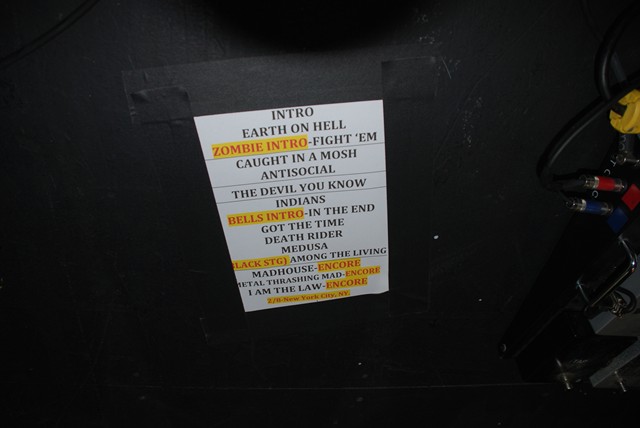 INTRO
EARTH ON HELL
ZOMBIE INTRO-FIGHT 'EM
CAUGHT IN A MOSH
ANTISOCIAL
THE DEVIL YOU KNOW
INDIANS
BELLS INTRO-IN THE END
GOT THE TIME
DEATH RIDER
MEDUSA
BLACK STG) AMONG THE LIVING
MADHOUSE-ENCORE
METAL THRASHING MAD-ENCORE
I AM THE LAW-ENCORE
2/8-New York City, NY